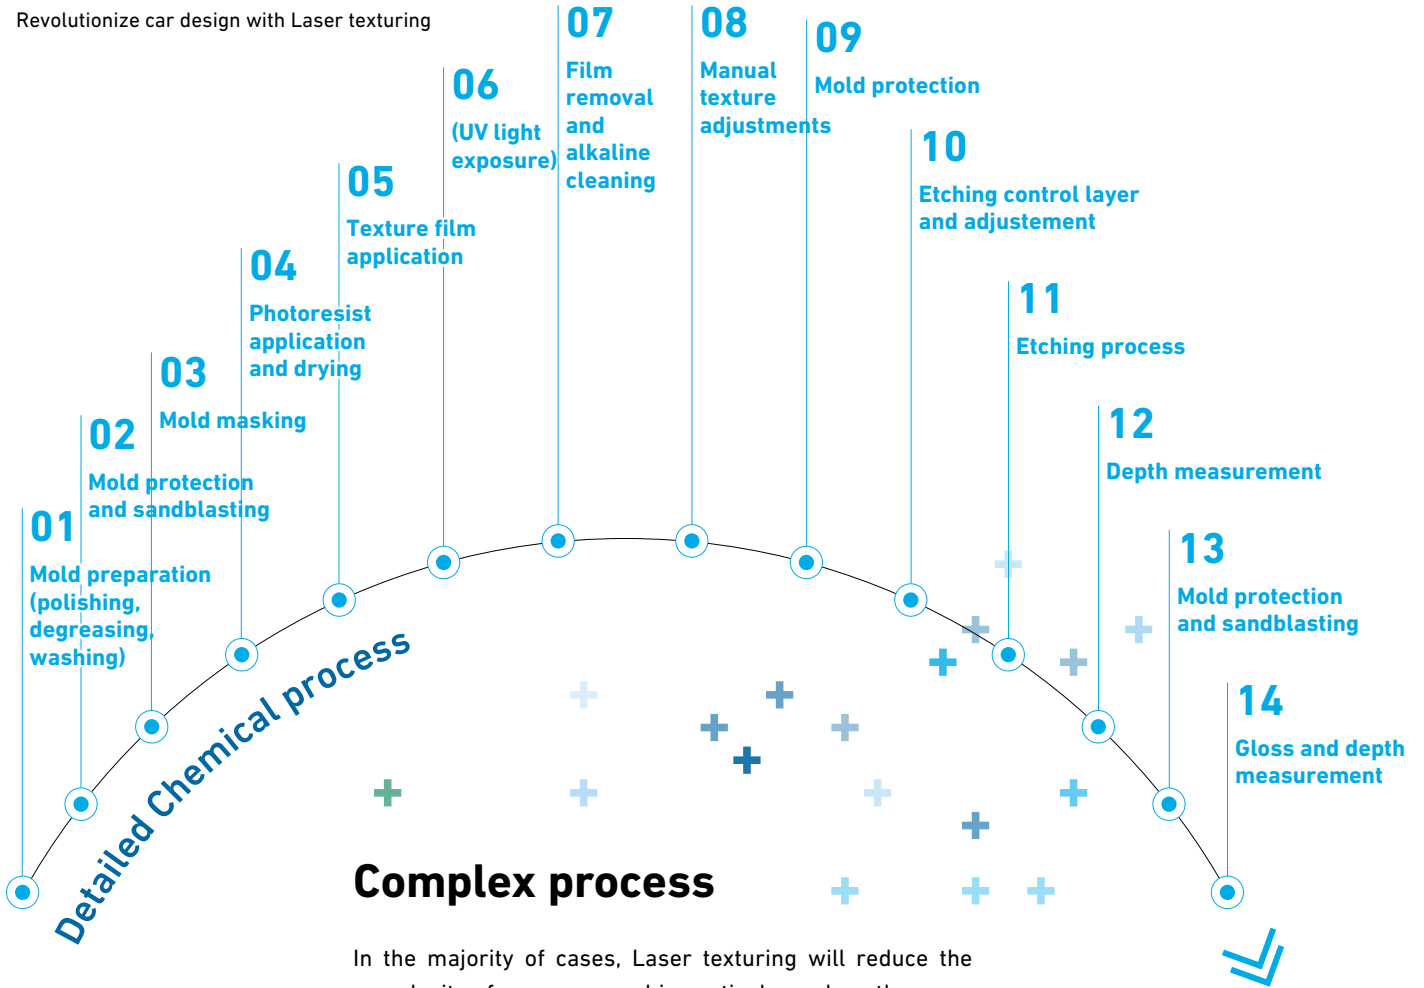 Revolutionize car design with Laser texturing
01
Mold preparation
(polishing,
degreasing,
washing)
02
Mold protection
and sandblasting
03
Mold masking
04
Photoresist
application
and drying
05
Texture film
application
06
(UV light
exposure)
07
Film
removal
and
alkaline
cleaning
08
Manual
texture
adjustments
09
Mold protection
10
Etching control layer
and adjustement
11
Etching process
12
Depth measurement
13
Mold protection
and sandblasting
14
Gloss and depth
measurement
Detailed Chemical process
Complex process
In the majority of cases, Laser texturing will reduce the